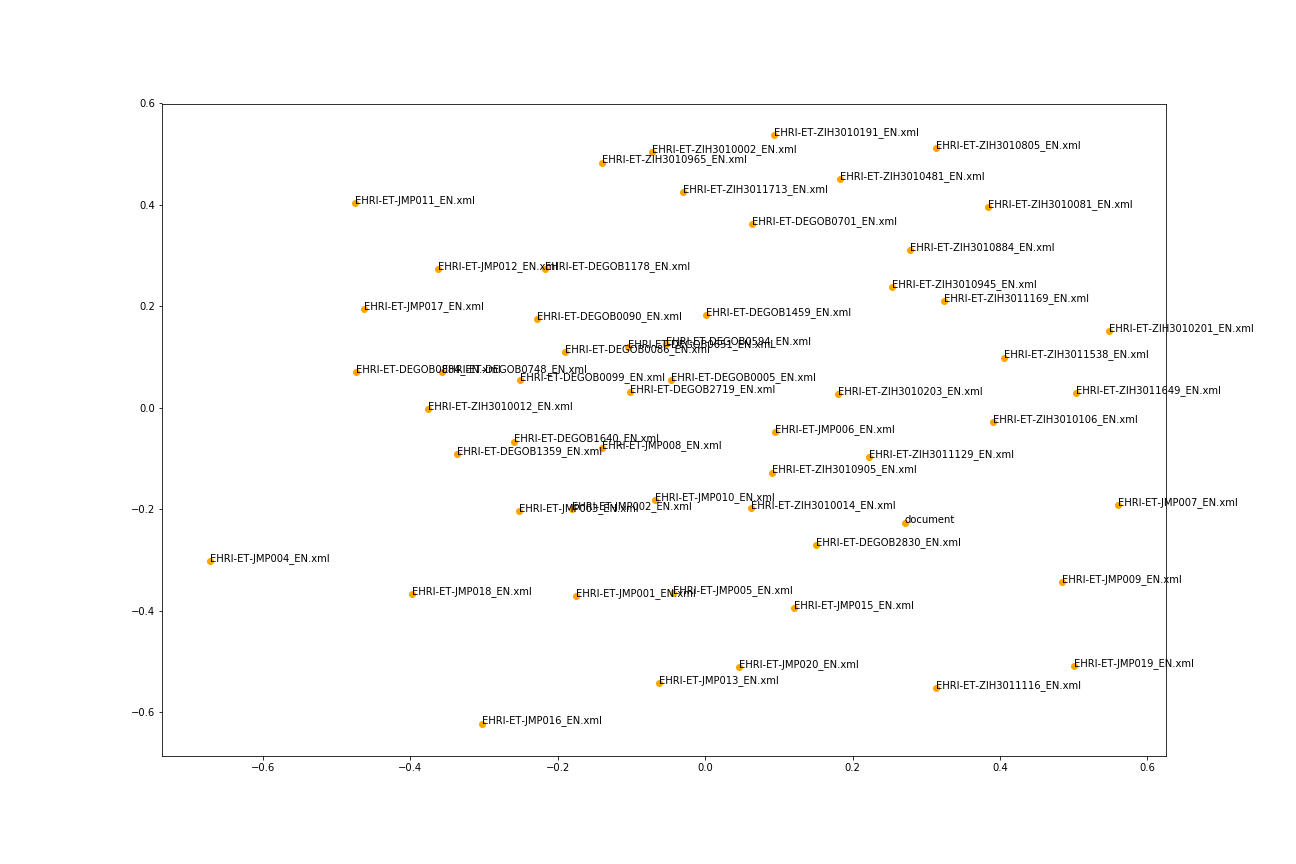 0.6
EHRI-ET-ZIH3010191_EN.xml
EHRI-ET-ZIH3010805_EN.xml
EHRI-ET-ZIH3010002_EN.xml
EHRI-ET-ZIH3010965_EN.xml
EHRI-ET-ZIH3010481_EN.xml
EHRI-ET-ZIH3011713_EN.xml
0.4
EHRI-ET-JMP011_EN.xml
EHRI-ET-ZIH3010081_EN.xml
EHRI-ET-DEGOB0701_EN.xml
EHRI-ET-ZIH3010884_EN.xml
EHRI-ET-JMP012_EN.xml
EHRI-ET-DEGOB1178_EN.xml
EHRI-ET-ZIH3010945_EN.xml
EHRI-ET-ZIH3011169_EN.xml
0.2
EHRI-ET-JMP017_EN.xml
EHRI-ET-DEGOB0090_EN.xml
EHRI-ET-DEGOB1459_EN.xml
EHRI-ET-ZIH3010201_EN.xml
EHRI-ET-DEGOB0594_EN.xml
EHRI-ET-DEGOB0086_EN.xml
EHRI-ET-ZIH3011538_EN.xml
EHRI-ET-DEGOB0748_EN.xml
EHRI-ET-DEGOB0099_EN.xml
EHRI-ET-DEGOB0005_EN.xml
EHRI-ET-DEGOB2719_EN.xml
EHRI-ET-ZIH3010203_EN.xml
EHRI-ET-ZIH3011649_EN.xml
0.0
EHRI-ET-ZIH3010012_EN.xml
EHRI-ET-ZIH3010106_EN.xml
EHRI-ET-JMP006_EN.xml
EHRI-ET-DEGOB1640_EN.xml
EHRI-ET-JMP008_EN.xml
EHRI-ET-DEGOB1359_EN.xml
EHRI-ET-ZIH3011129_EN.xml
EHRI-ET-ZIH3010905_EN.xml
EHRI-ET-JMP010_EN.xml
−0.2
EHRI-ET-JMP003_EN.xml
EHRI-ET-JMP002_EN.xml
EHRI-ET-ZIH3010014_EN.xml
EHRI-ET-JMP007_EN.xml
document
EHRI-ET-DEGOB2830_EN.xml
EHRI-ET-JMP004_EN.xml
EHRI-ET-JMP009_EN.xml
EHRI-ET-JMP018_EN.xml
EHRI-ET-JMP001_EN.xml
EHRI-ET-JMP005_EN.xml
−0.4
EHRI-ET-JMP015_EN.xml
EHRI-ET-JMP020_EN.xml
EHRI-ET-JMP019_EN.xml
EHRI-ET-JMP013_EN.xml
EHRI-ET-ZIH3011116_EN.xml
−0.6
EHRI-ET-JMP016_EN.xml
−0.6 −0.4 −0.2 0.0 0.2 0.4 0.6